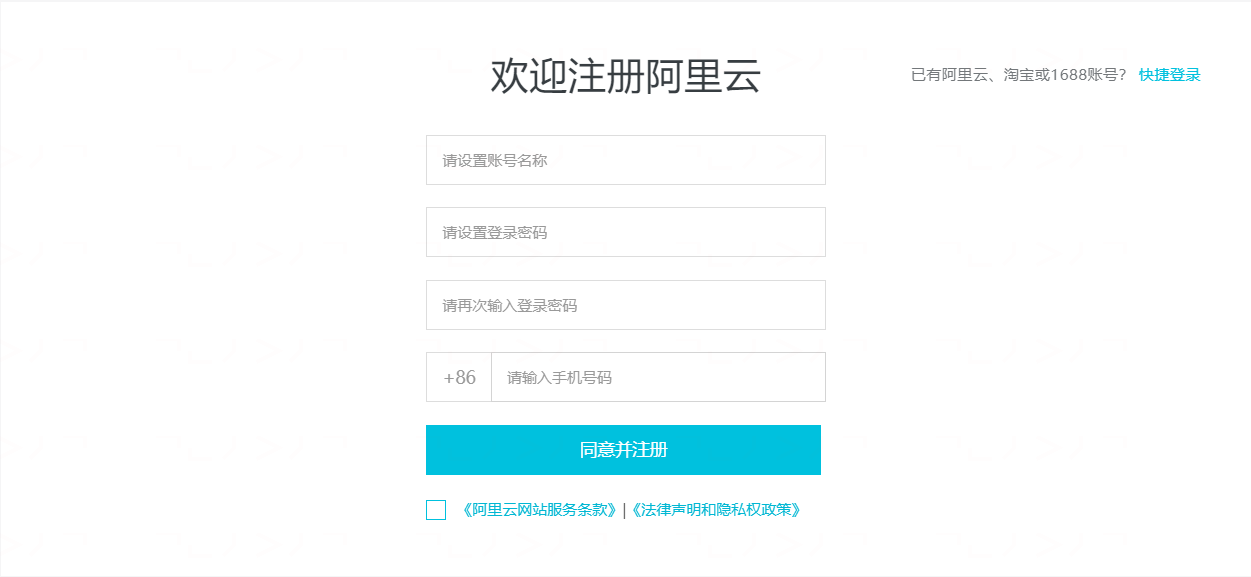 欢迎注册阿里云
已有阿里云、淘宝或1688账号？ 快捷登录
请设置账号名称
请设置登录密码
请再次输入登录密码
+86 请输入手机号码
同意并注册
《阿里云网站服务条款》|《法律声明和隐私权政策》